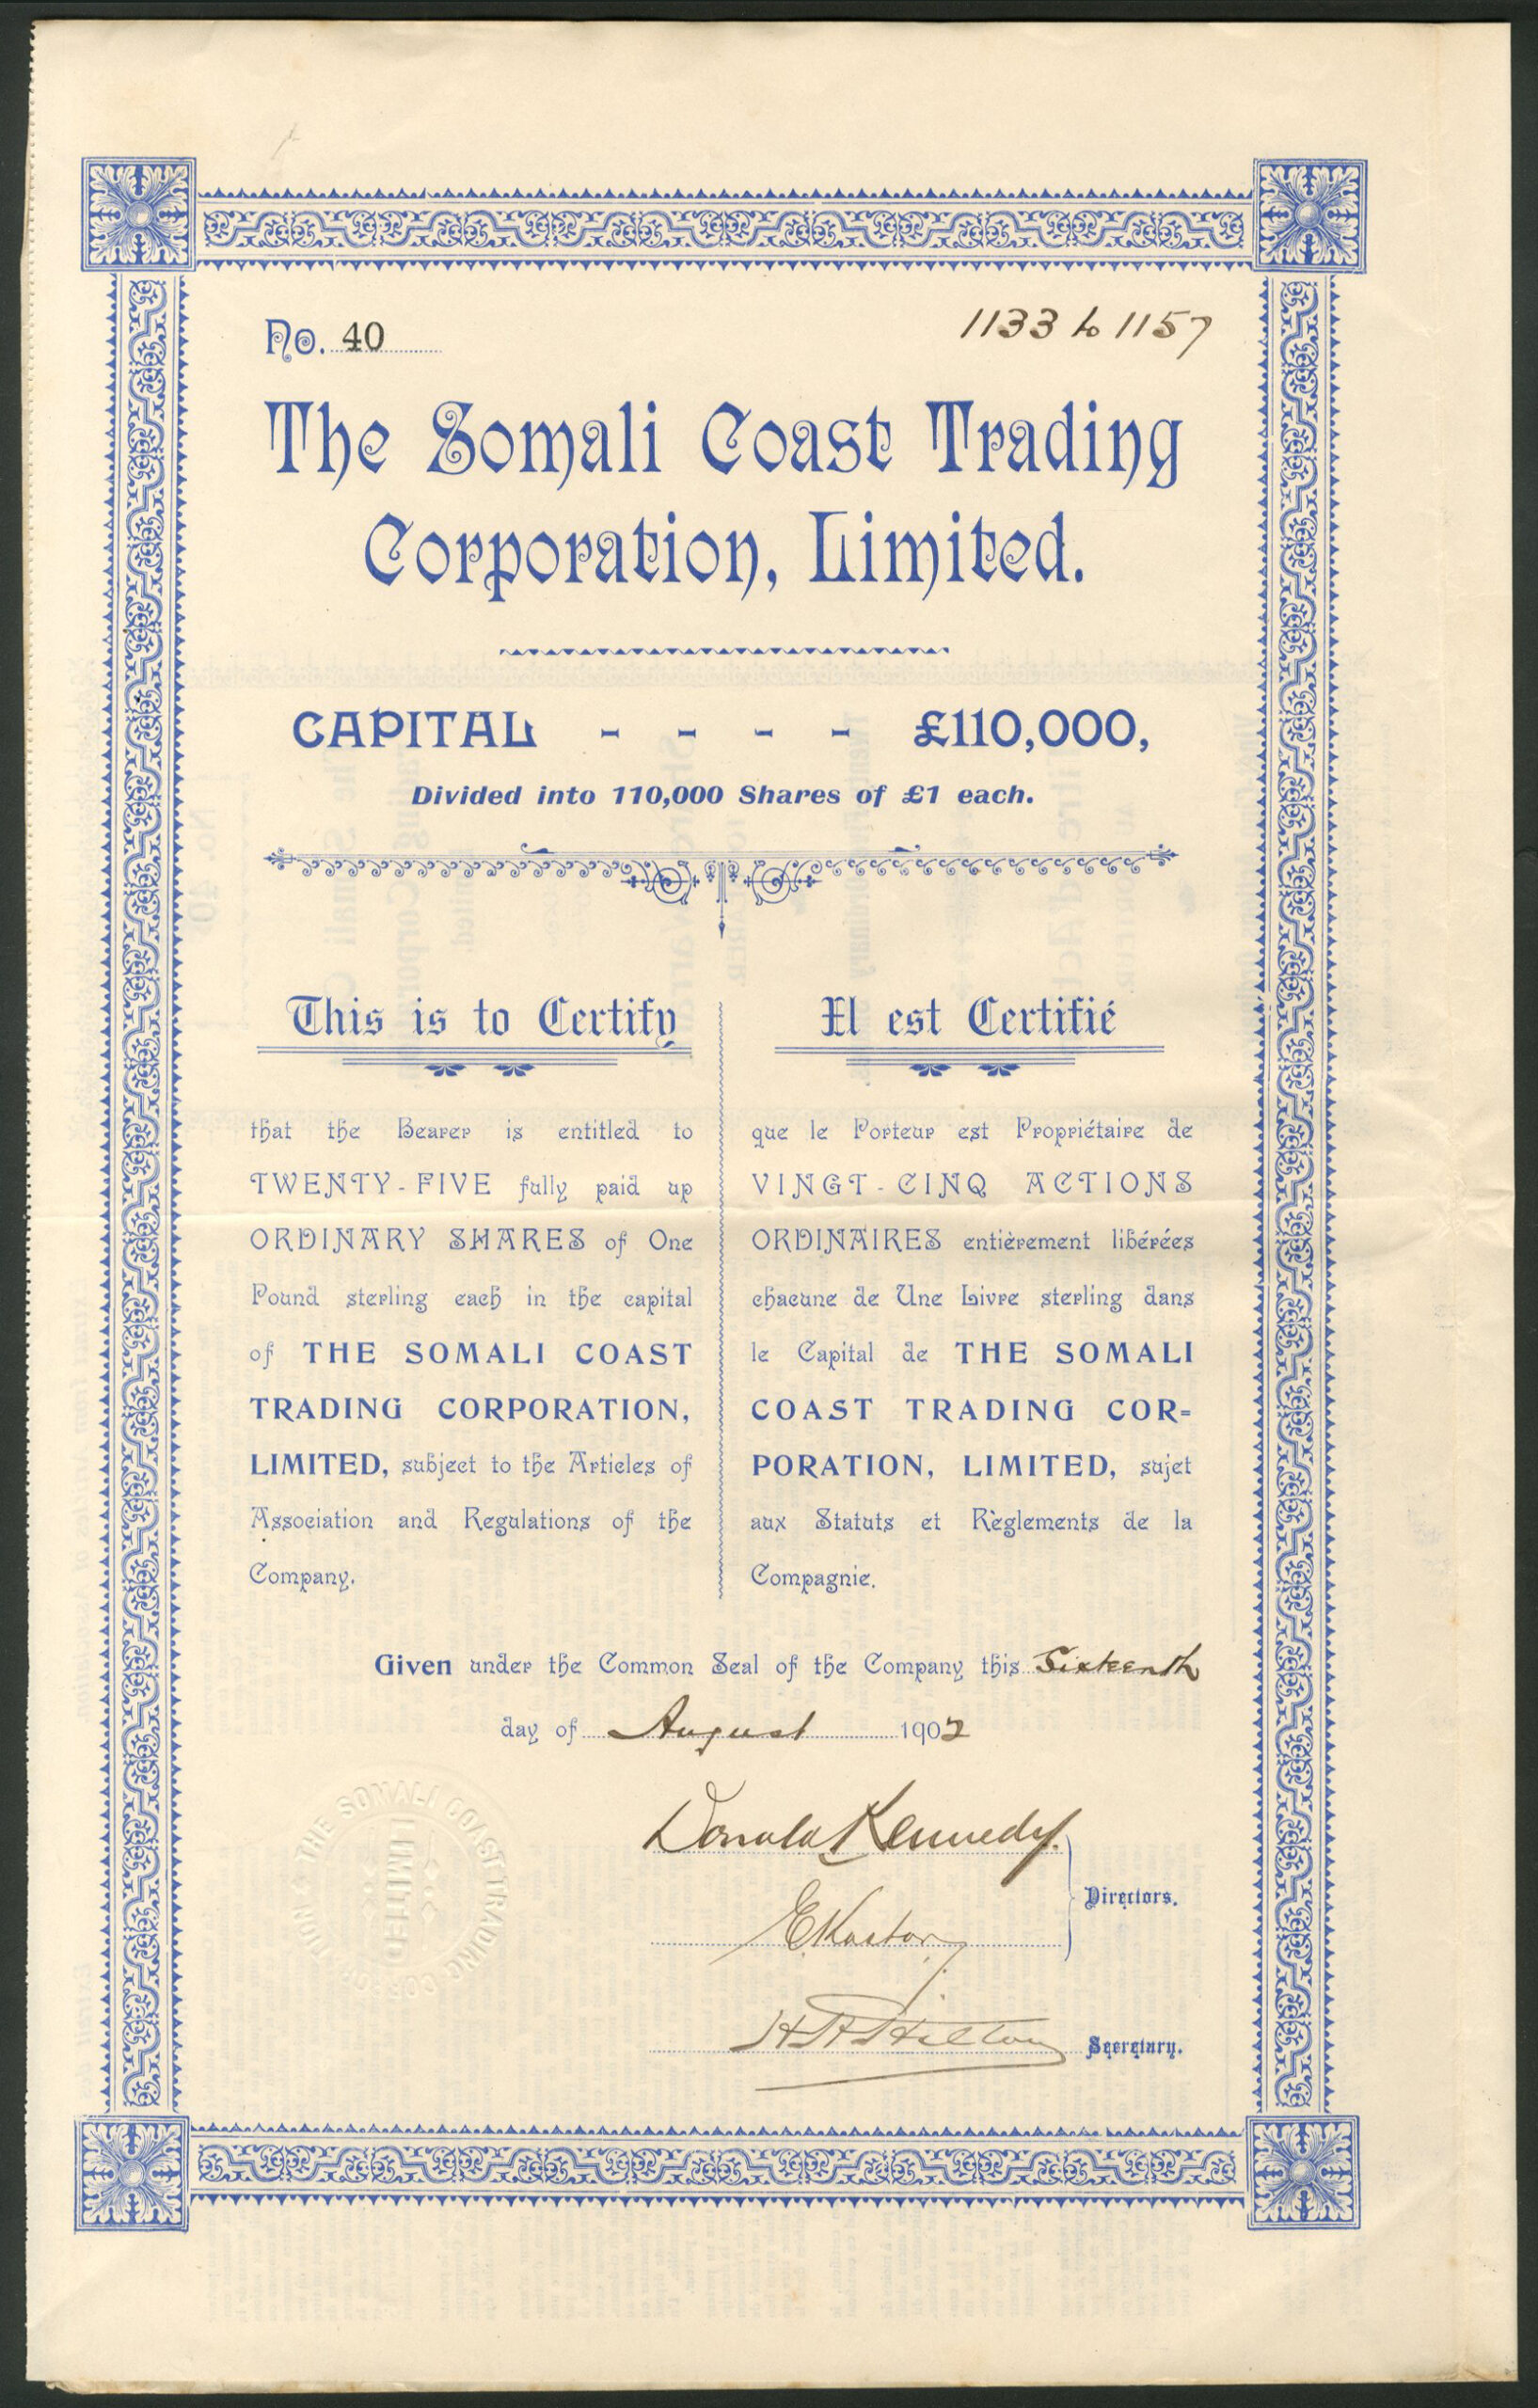 No. 40
1133 to 1157
The Somali Coast Trading
Corporation, Limited.
CAPITAL - - - - £110,000,
Divided into 110,000 Shares of £1 each.
This is to Certify
that the Bearer is entitled to
TWENTY-FIVE fully paid up
ORDINARY SHARES of One
Pound sterling each in the capital
of THE SOMALI COAST
TRADING CORPORATION,
LIMITED, subject to the Articles of
Association and Regulations of the
Company.
Il est Certifié
que le Porteur est Propriétaire de
VINGT-CINQ ACTIONS
ORDINAIRES entièrement libérées
chacune de Une Livre sterling dans
le Capital de THE SOMALI
COAST TRADING COR-
PORATION, LIMITED, sujet
aux Statuts et Règlements de la
Compagnie.
Given under the Common Seal of the Company this Sixteenth
day of August 1902
Donald Kennedy.
Directors.
H A Hilton
Secretary.
THE SOMALI COAST TRADING CORPORATION
LIMITED